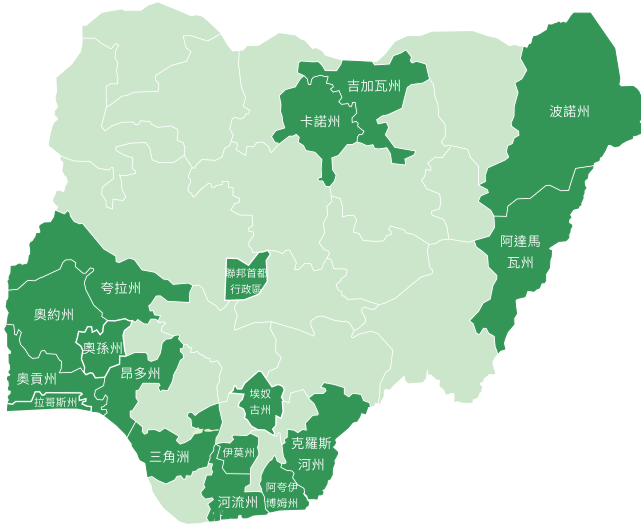 吉加瓦州
卡諾州
波諾州
阿達馬
瓦州
聯邦首都
行政區
夸拉州
奧約州
奧孫州
奥貢州
昂多州
拉哥斯州
埃奴
古州
三角洲
伊莫州
克羅斯
河州
阿夸伊
博姆州
河流州